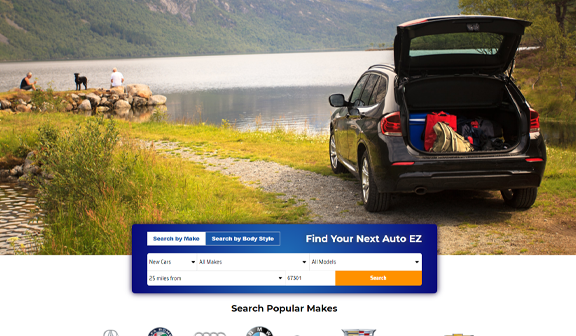 Search by Make Search by Body Style Find Your Next Auto EZ
New Cars All Makes All Models
25 miles from 67301 Search
Search Popular Makes